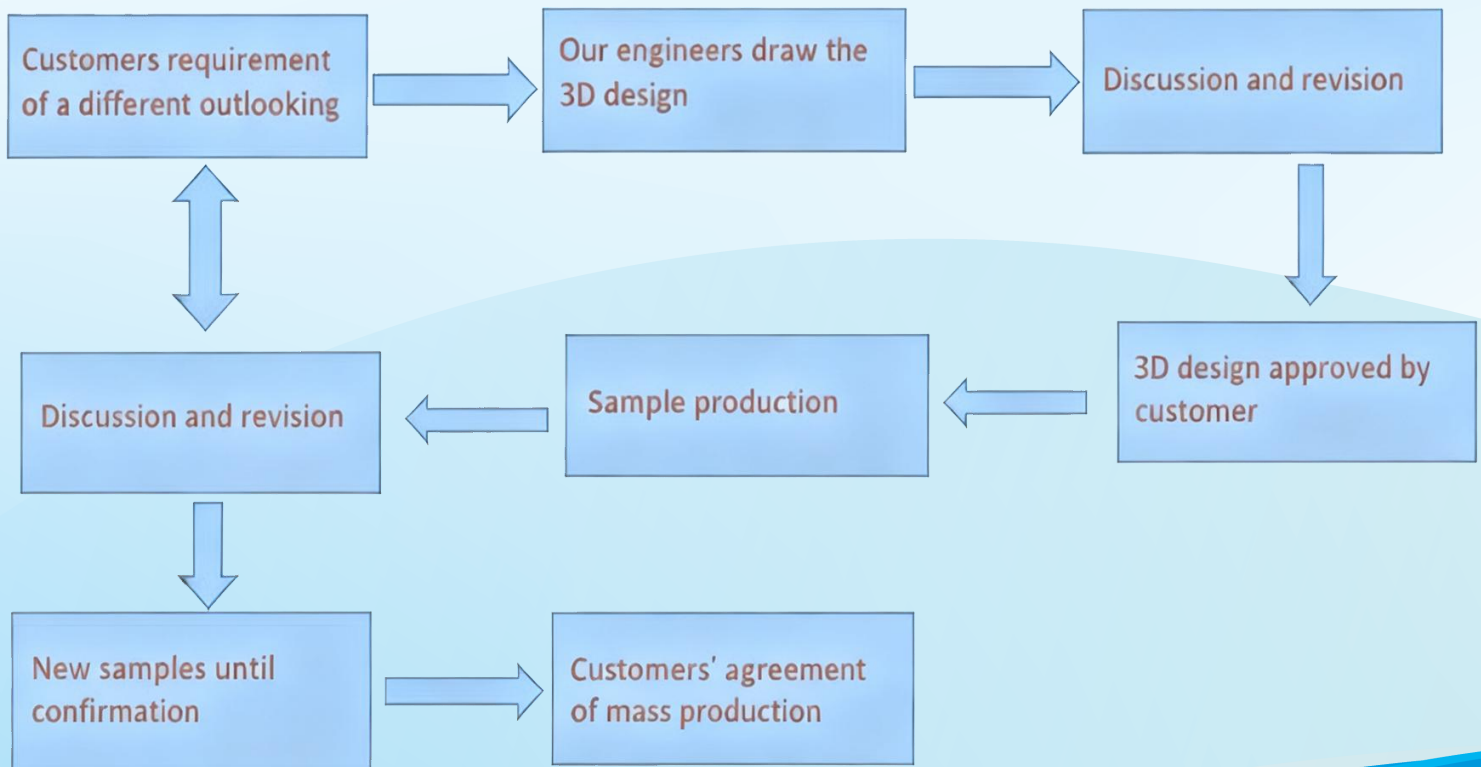 Customers requirement
of a different outlooking
Our engineers draw the
3D design
Discussion and revision
3D design approved by
customer
Sample production
Discussion and revision
New samples until
confirmation
Customers' agreement
of mass production